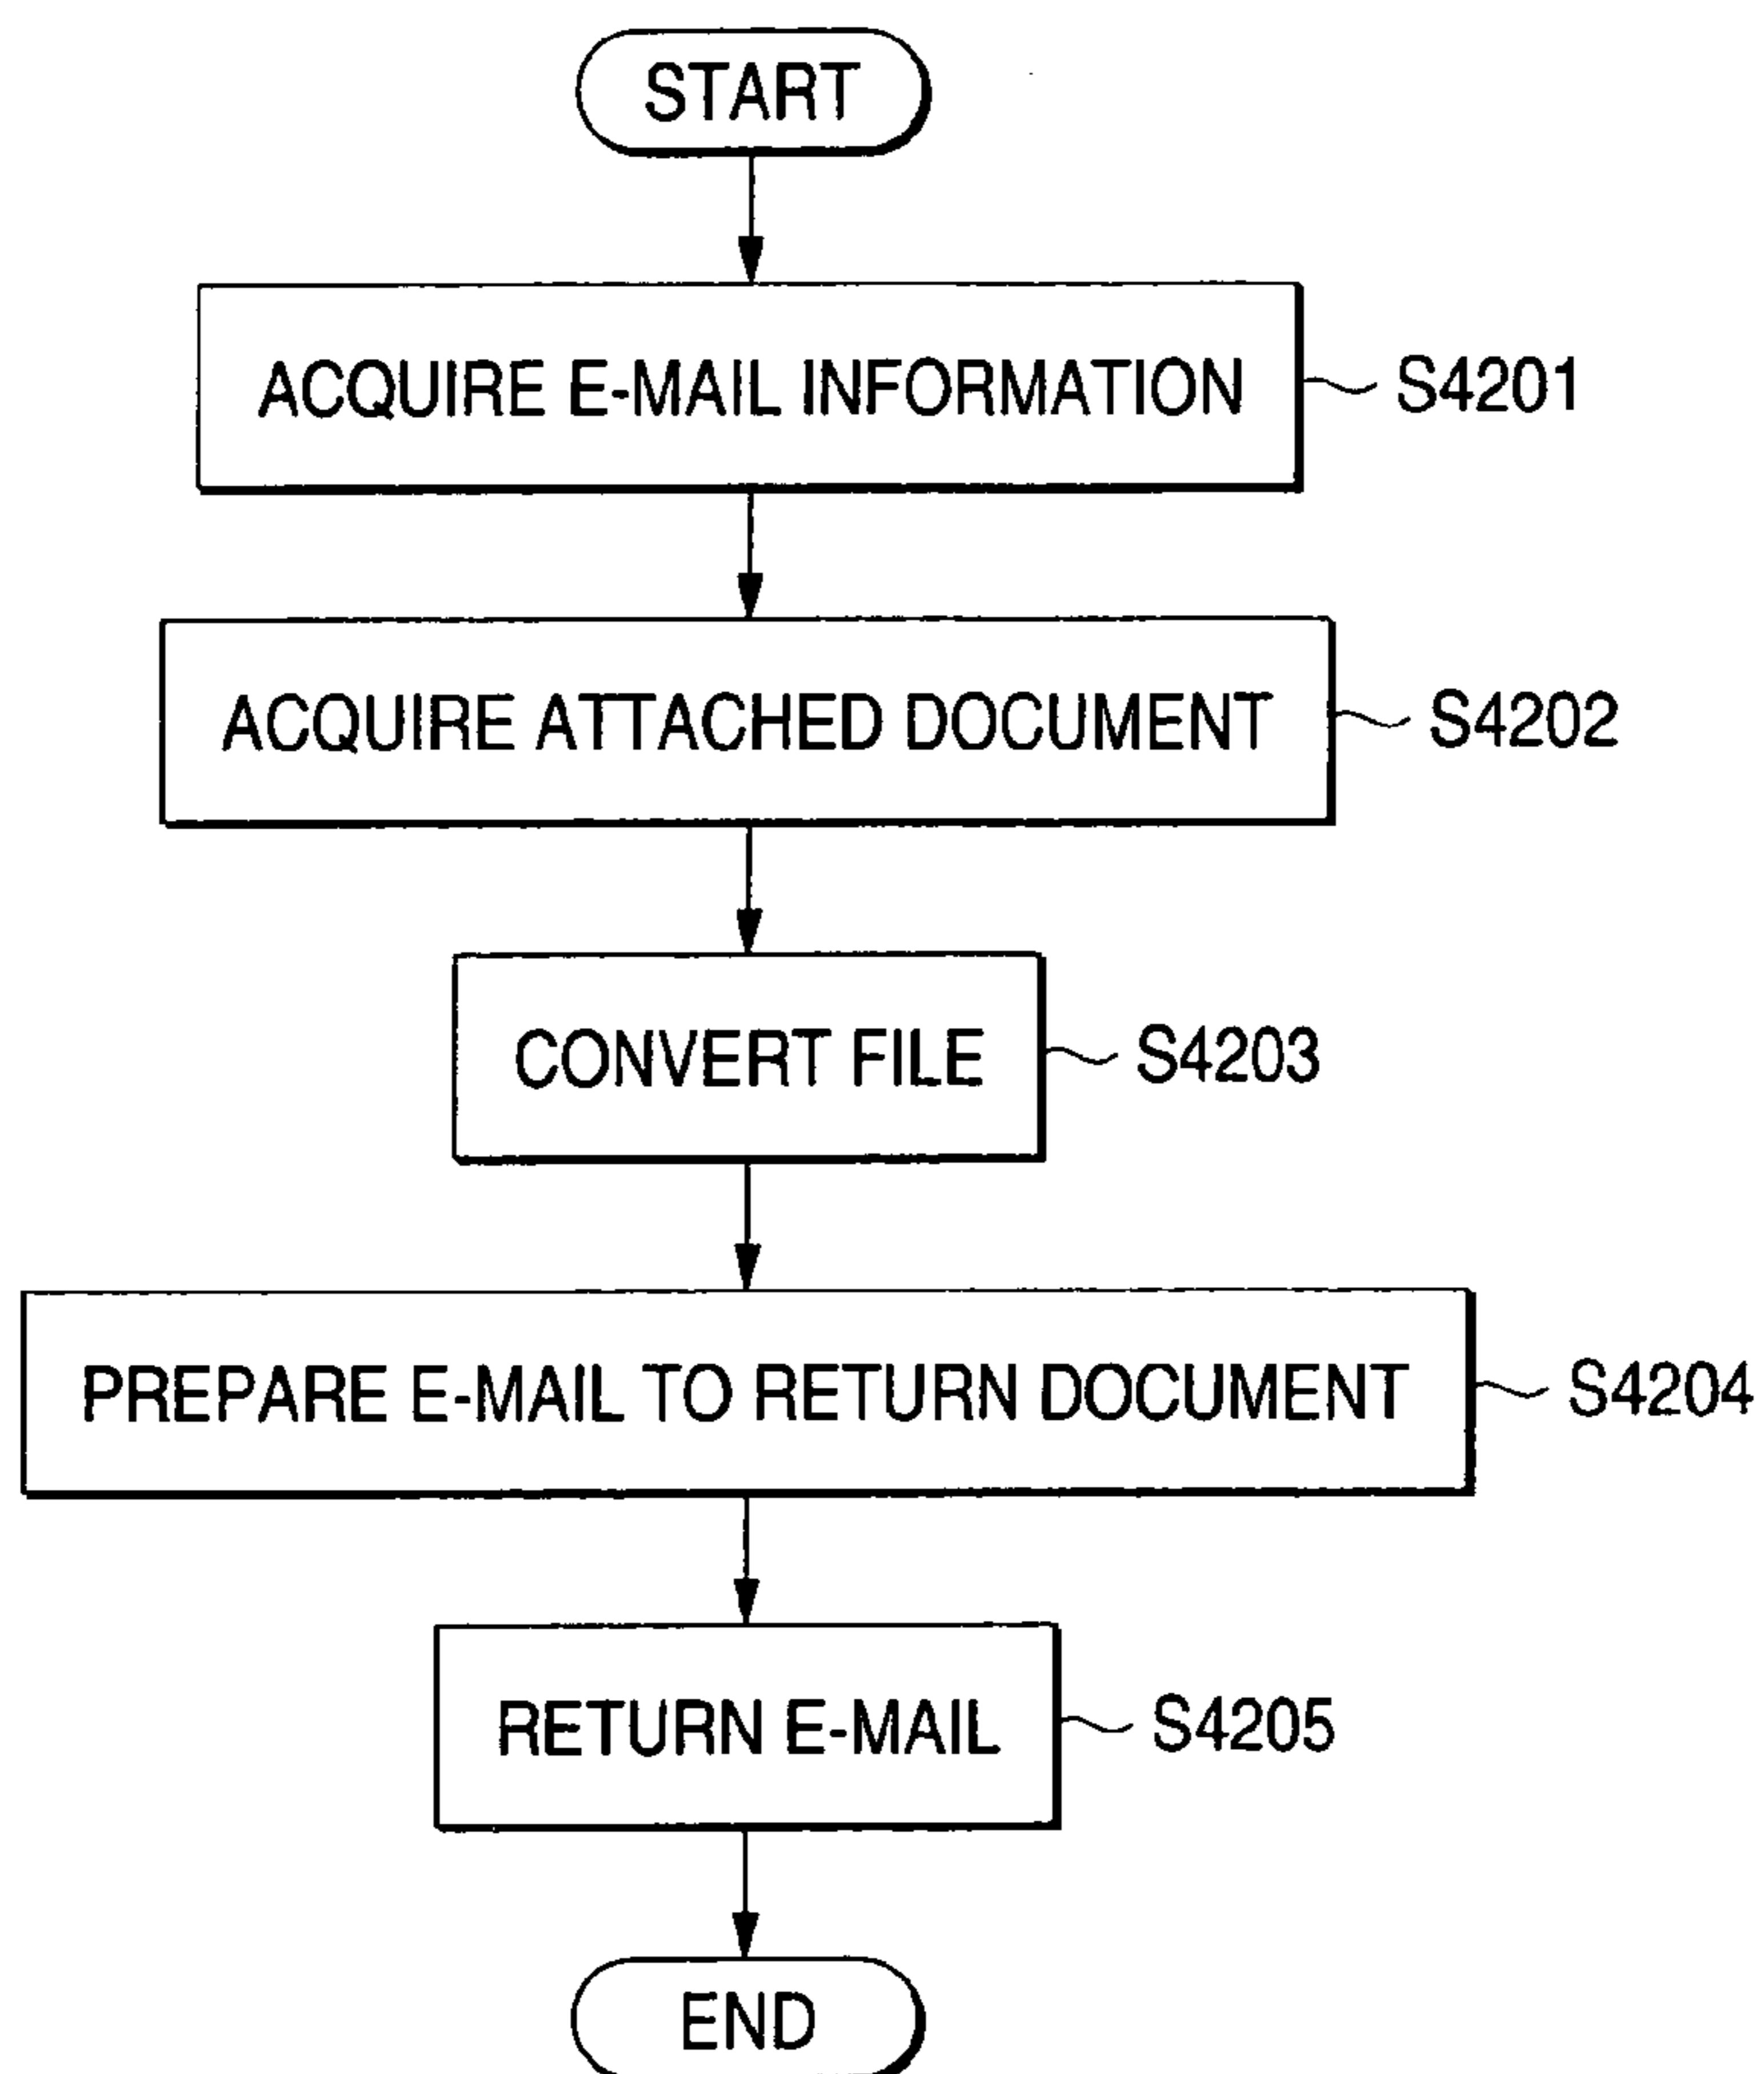 START
ACQUIRE E-MAIL INFORMATION
S4201
ACQUIRE ATTACHED DOCUMENT
S4202
CONVERT FILE
S4203
PREPARE E-MAIL TO RETURN DOCUMENT
S4204
RETURN E-MAIL
S4205
END